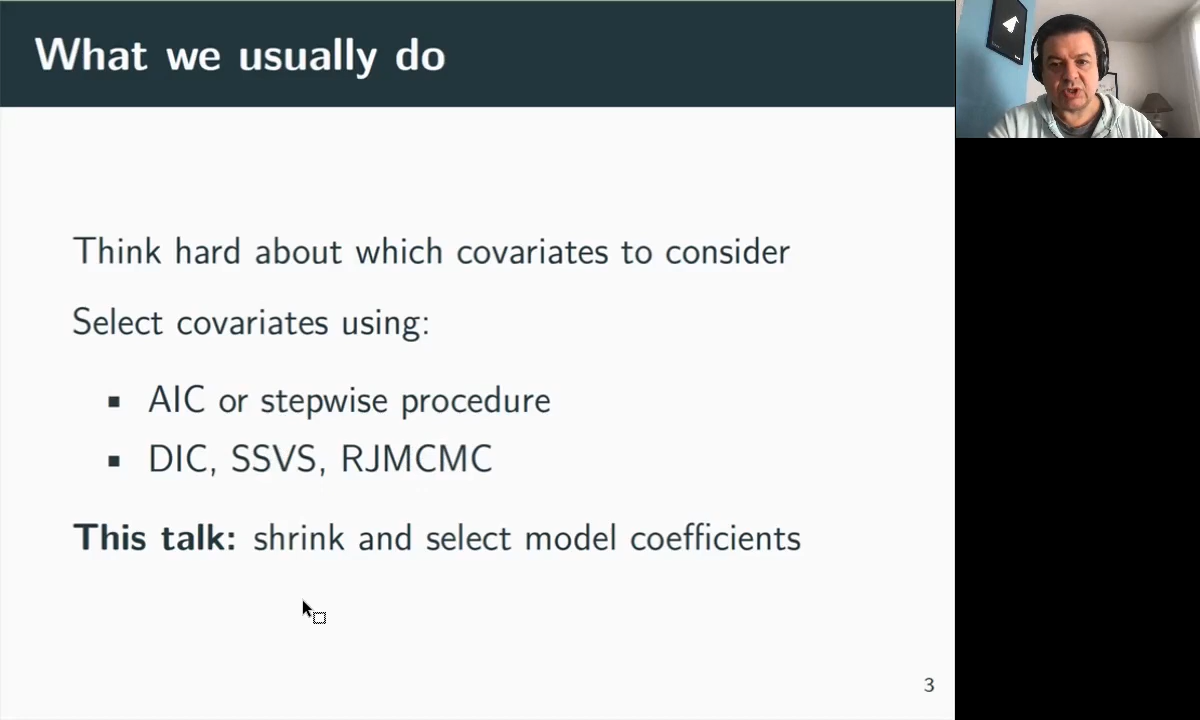 What we usually do
Think hard about which covariates to consider
Select covariates using:
▪ AIC or stepwise procedure
▪ DIC, SSVS, RJMCMC
This talk: shrink and select model coefficients
3